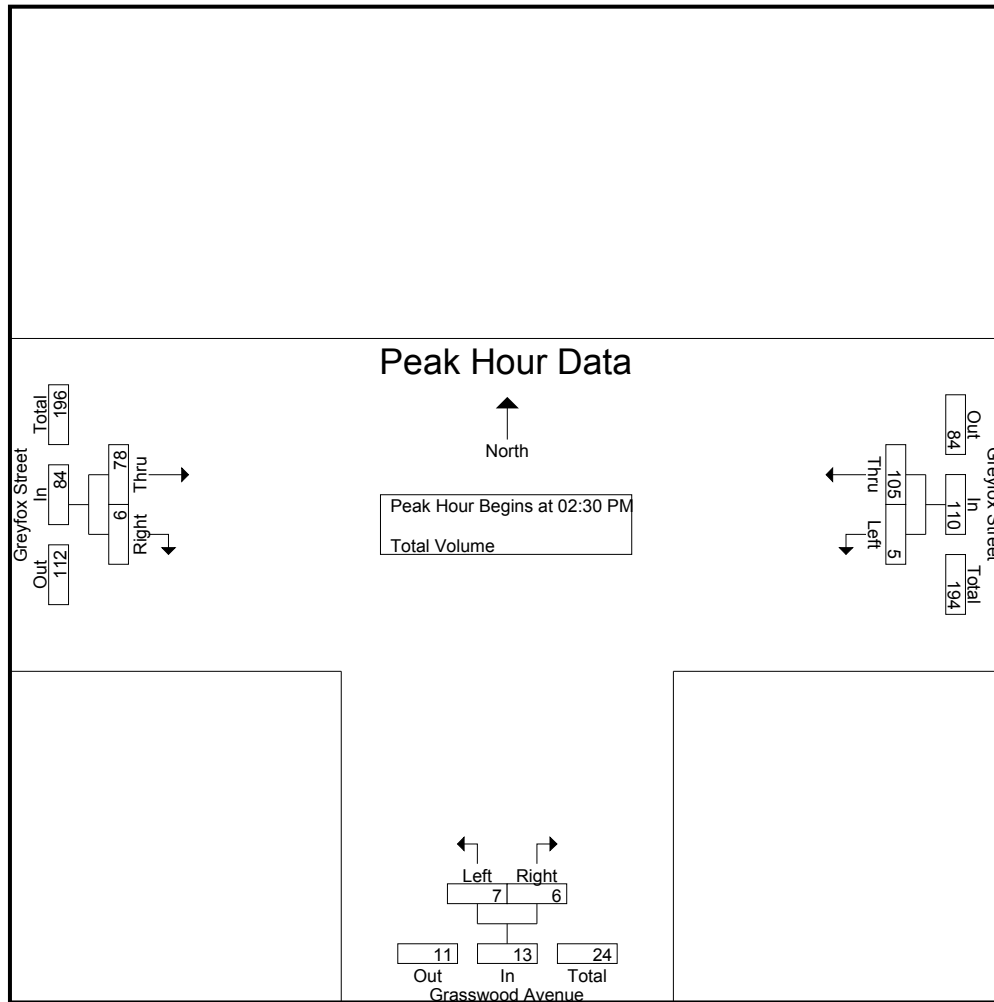 Peak Hour Data
North
Peak Hour Begins at 02:30 PM
Total Volume
Greyfox Street
Total
196
In
84
Out
112
78
Thru
6
Right
Greyfox Street
Out
84
In
110
Total
194
105
Thru
5
Left
Left Right
7 6
11 13 24
Out In Total
Grasswood Avenue